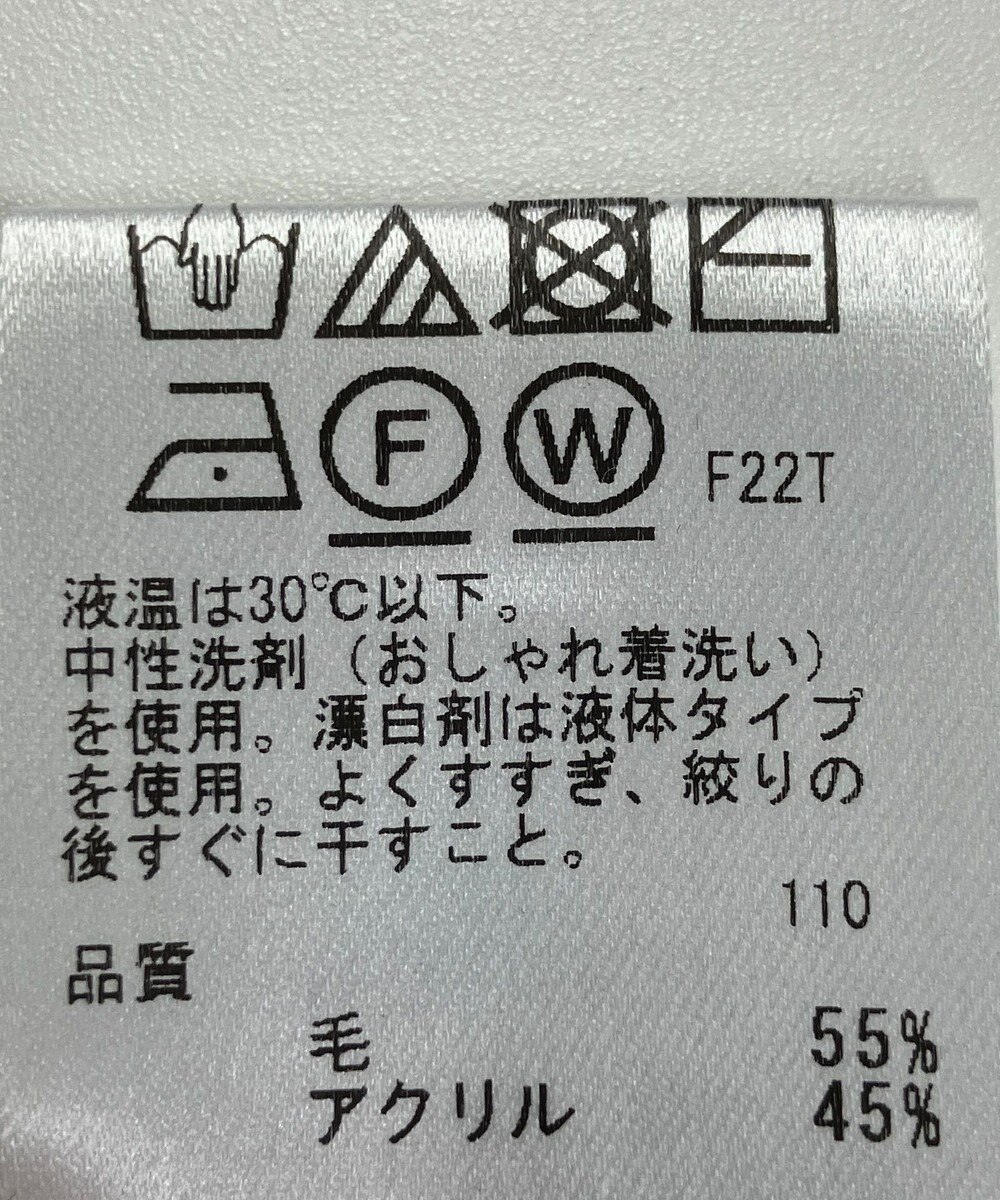 F
W
F22T
液温は30℃以下。
中性洗剤（おしゃれ着洗い）
を使用。漂白剤は液体タイプ
を使用。よくすすぎ、絞りの
後すぐに干すこと。
110
品質
毛 55%
アクリル 45%